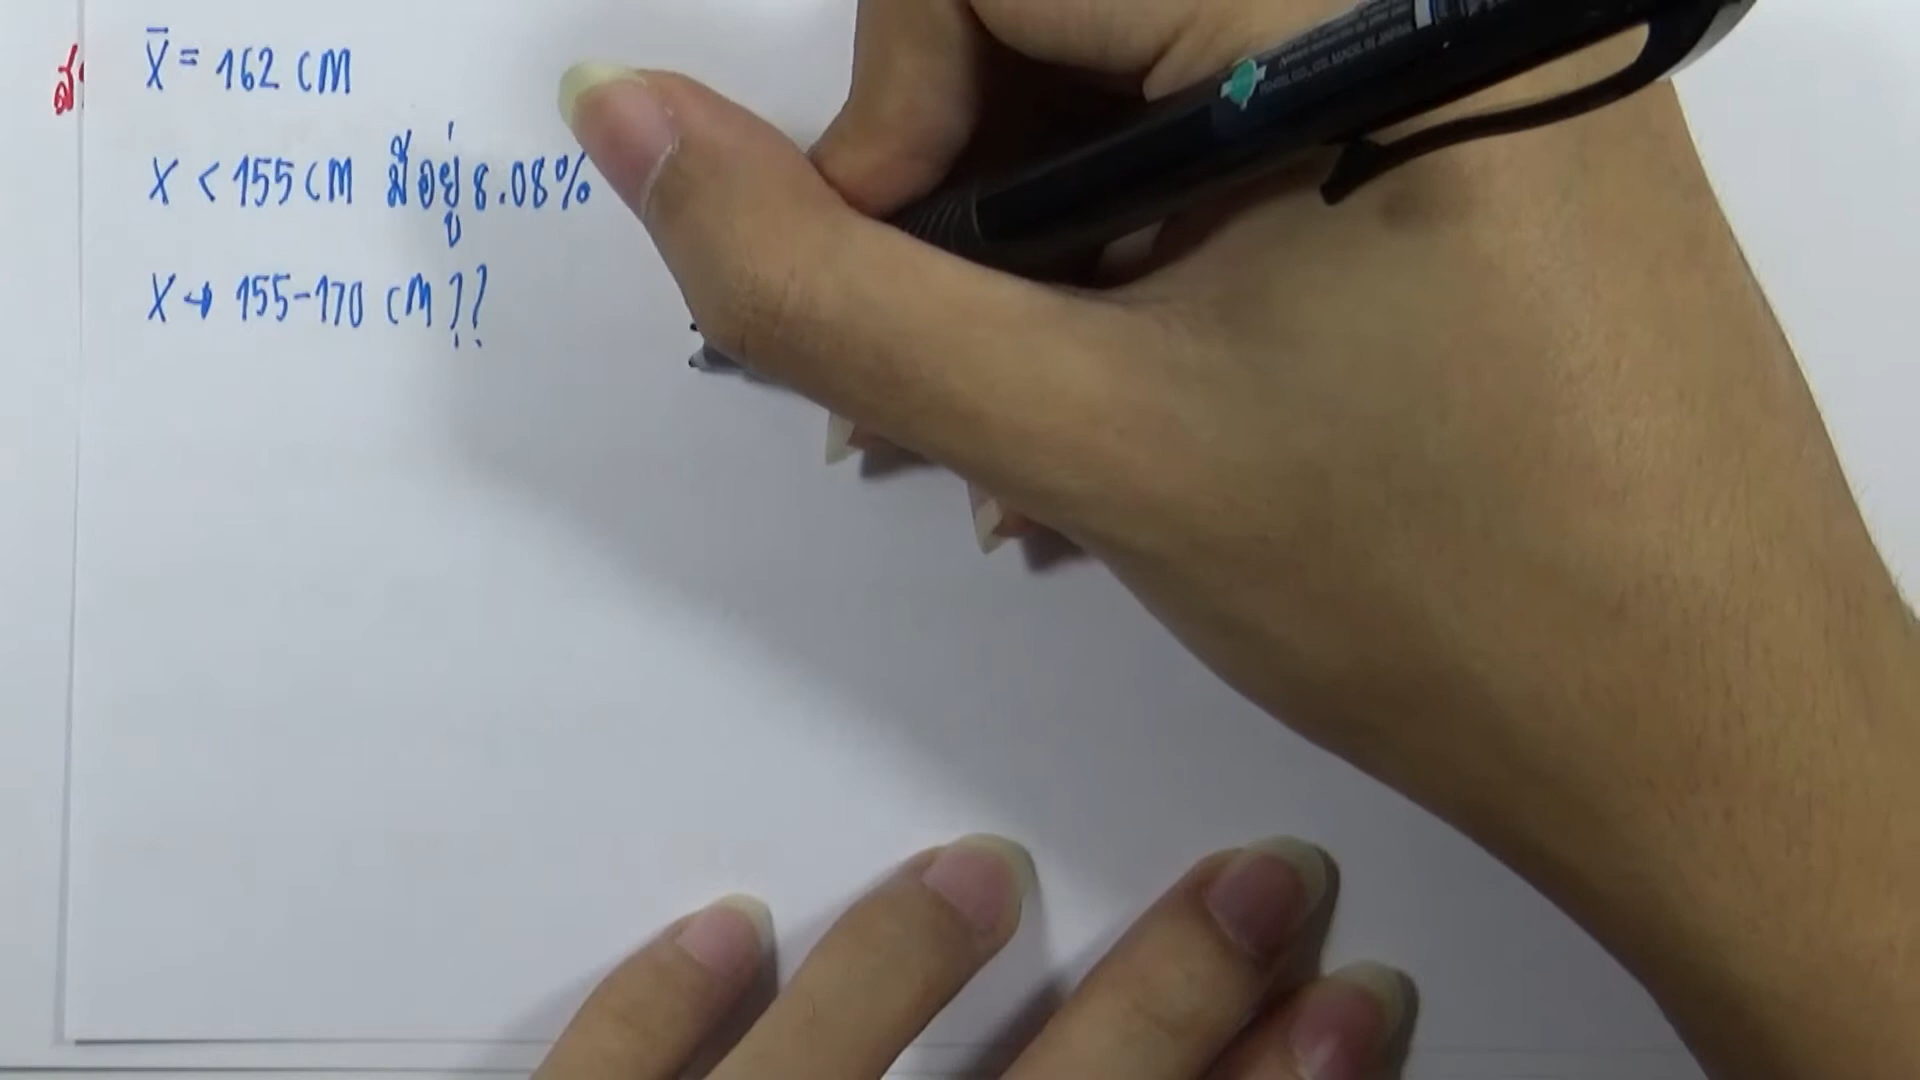 X̄ = 162 CM
X < 155 CM มีอยู่ 8.08%
X → 155-170 CM ??